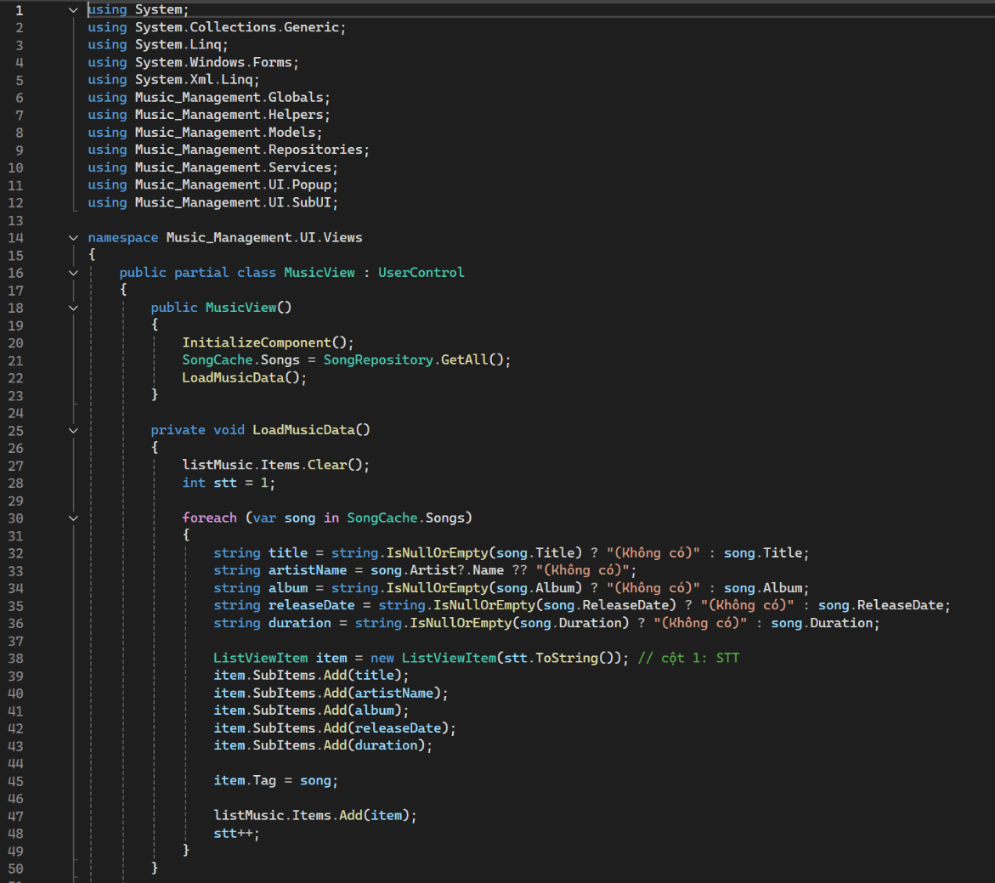 1 using System;
2 using System.Collections.Generic;
3 using System.Linq;
4 using System.Windows.Forms;
5 using System.Xml.Linq;
6 using Music_Management.Globals;
7 using Music_Management.Helpers;
8 using Music_Management.Models;
9 using Music_Management.Repositories;
10 using Music_Management.Services;
11 using Music_Management.UI.Popup;
12 using Music_Management.UI.SubUI;
13
14 namespace Music_Management.UI.Views
15 {
16 public partial class MusicView : UserControl
17 {
18 public MusicView()
19 {
20 InitializeComponent();
21 SongCache.Songs = SongRepository.GetAll();
22 LoadMusicData();
23 }
24
25 private void LoadMusicData()
26 {
27 listMusic.Items.Clear();
28 int stt = 1;
29
30 foreach (var song in SongCache.Songs)
31 {
32 string title = string.IsNullOrEmpty(song.Title) ? "(Không có)" : song.Title;
33 string artistName = song.Artist?.Name ?? "(Không có)";
34 string album = string.IsNullOrEmpty(song.Album) ? "(Không có)" : song.Album;
35 string releaseDate = string.IsNullOrEmpty(song.ReleaseDate) ? "(Không có)" : song.ReleaseDate;
36 string duration = string.IsNullOrEmpty(song.Duration) ? "(Không có)" : song.Duration;
37
38 ListViewItem item = new ListViewItem(stt.ToString()); // cột 1: STT
39 item.SubItems.Add(title);
40 item.SubItems.Add(artistName);
41 item.SubItems.Add(album);
42 item.SubItems.Add(releaseDate);
43 item.SubItems.Add(duration);
44
45 item.Tag = song;
46
47 listMusic.Items.Add(item);
48 stt++;
49 }
50 }